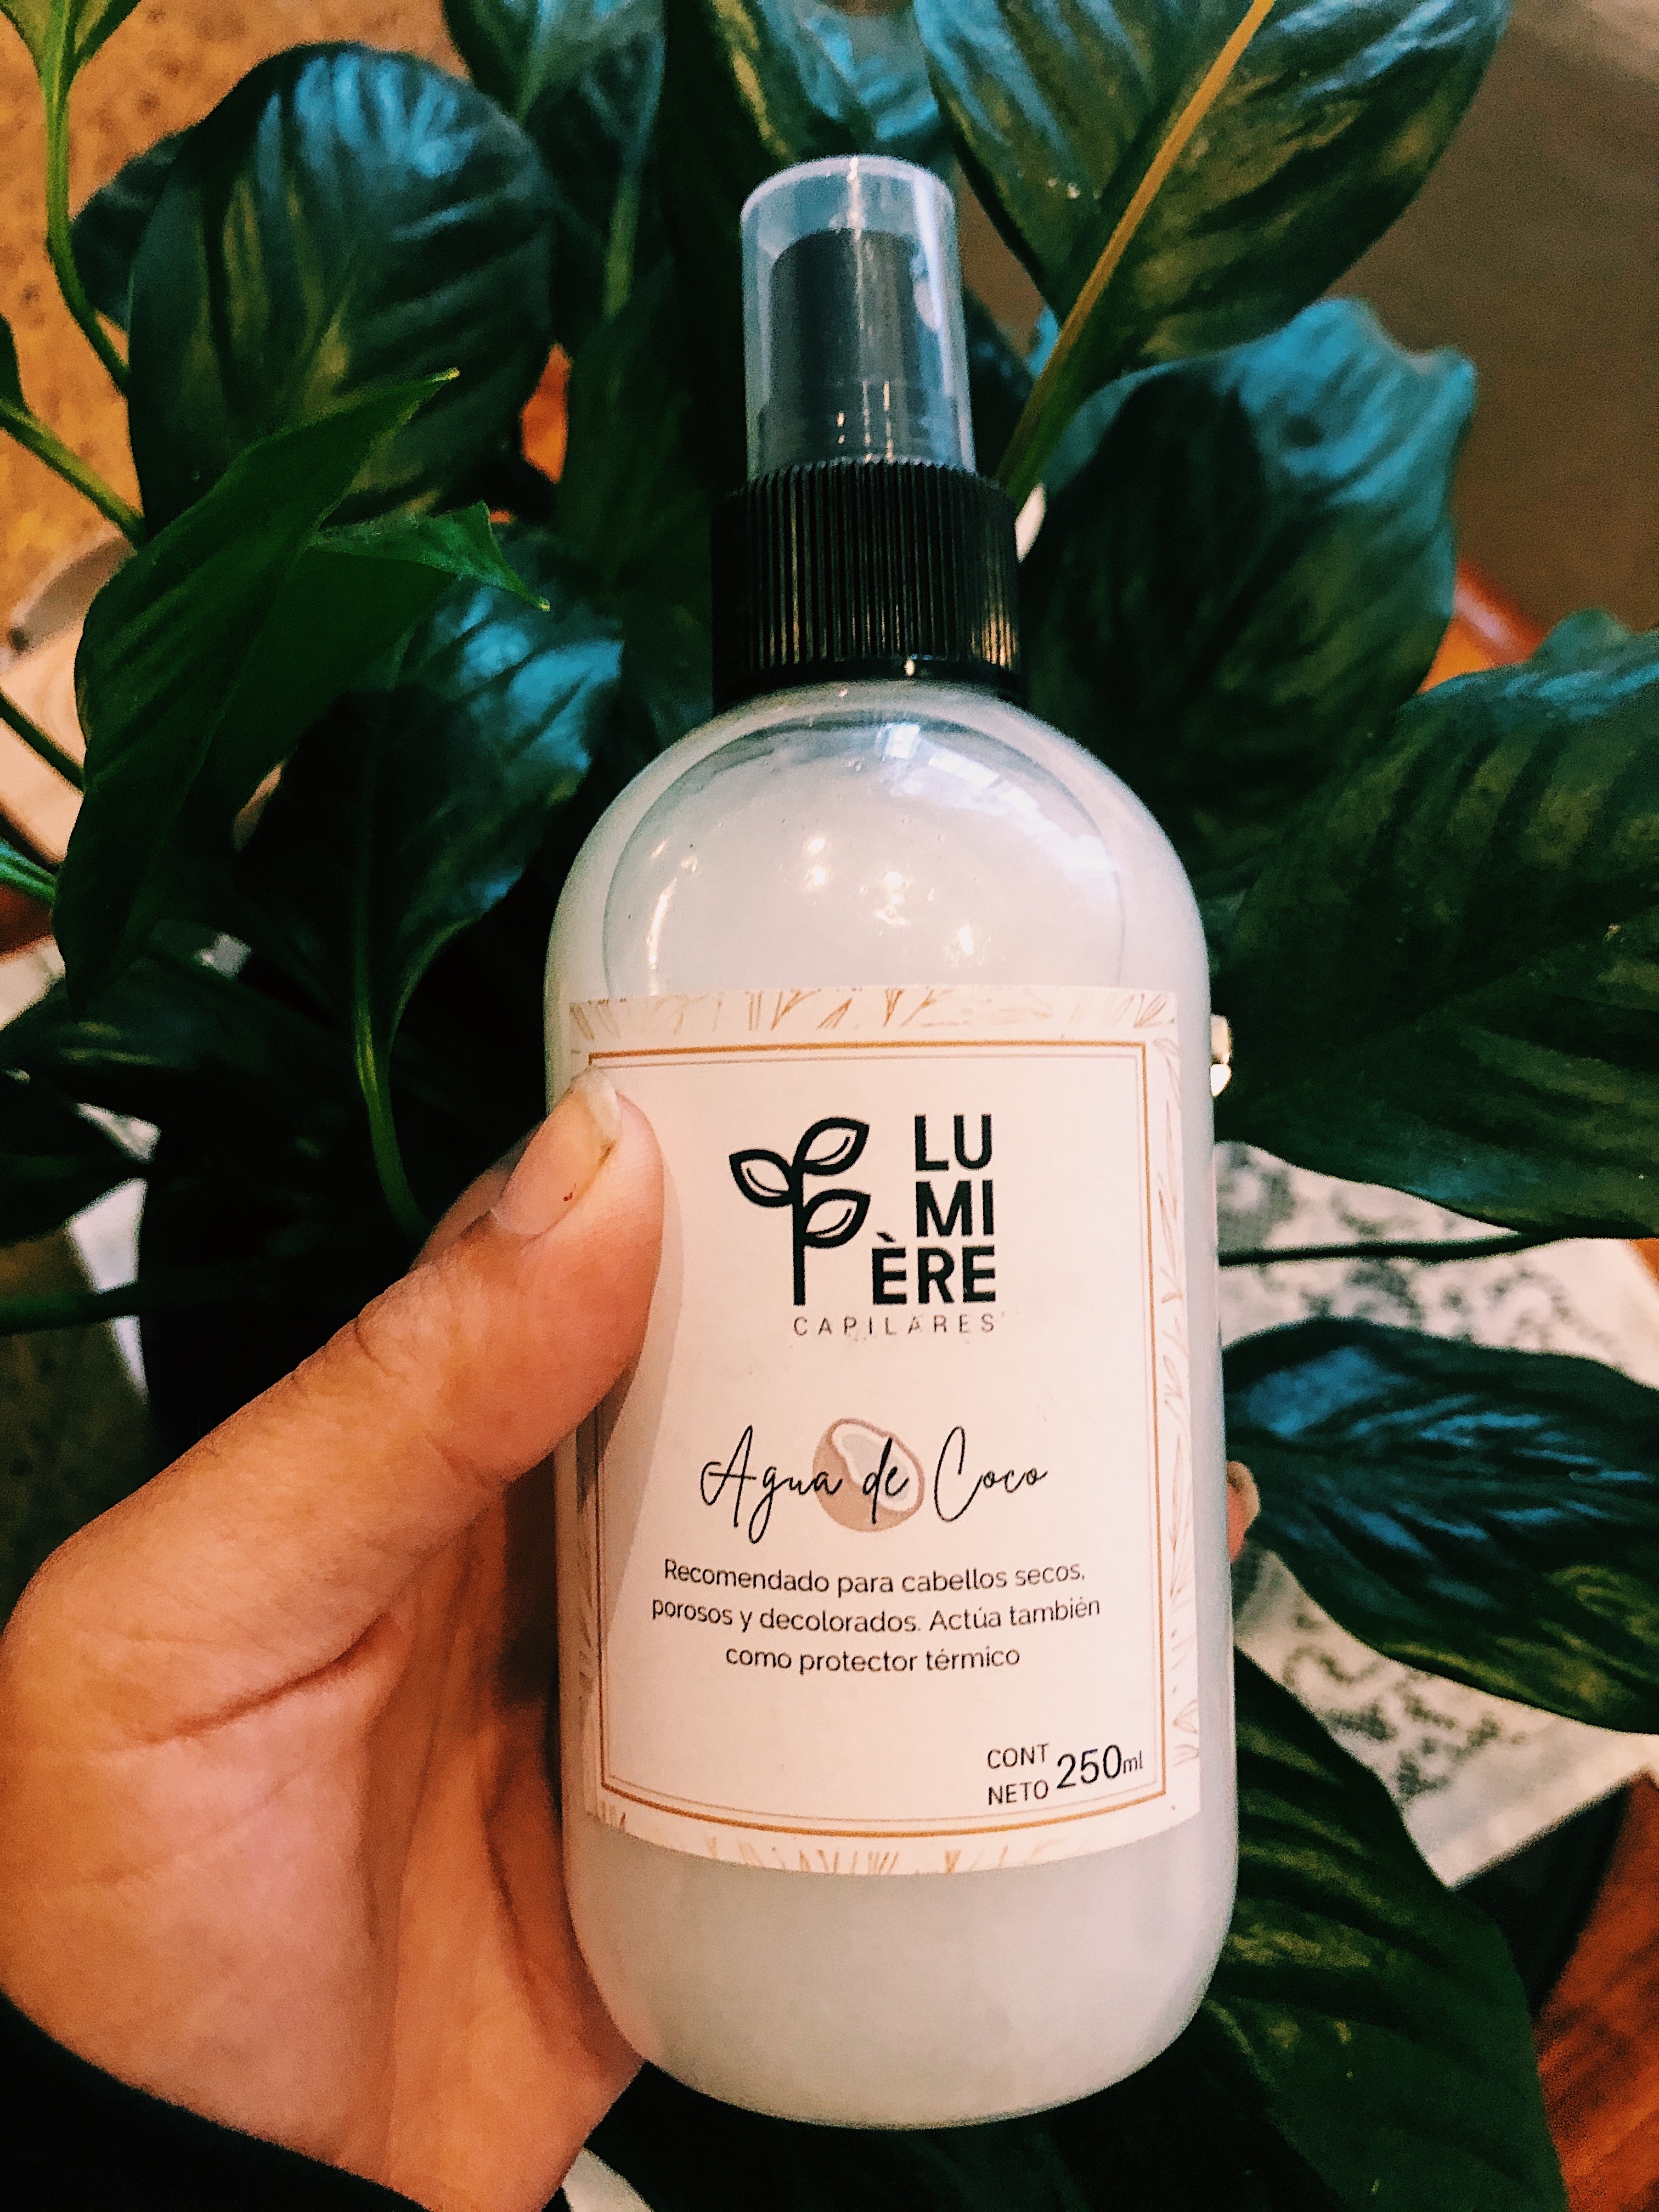 LU
MI
ÈRE
CAPILARES
Agua de Coco
Recomendado para cabellos secos,
porosos y decolorados. Actúa también
como protector térmico
CONT
NETO 250ml